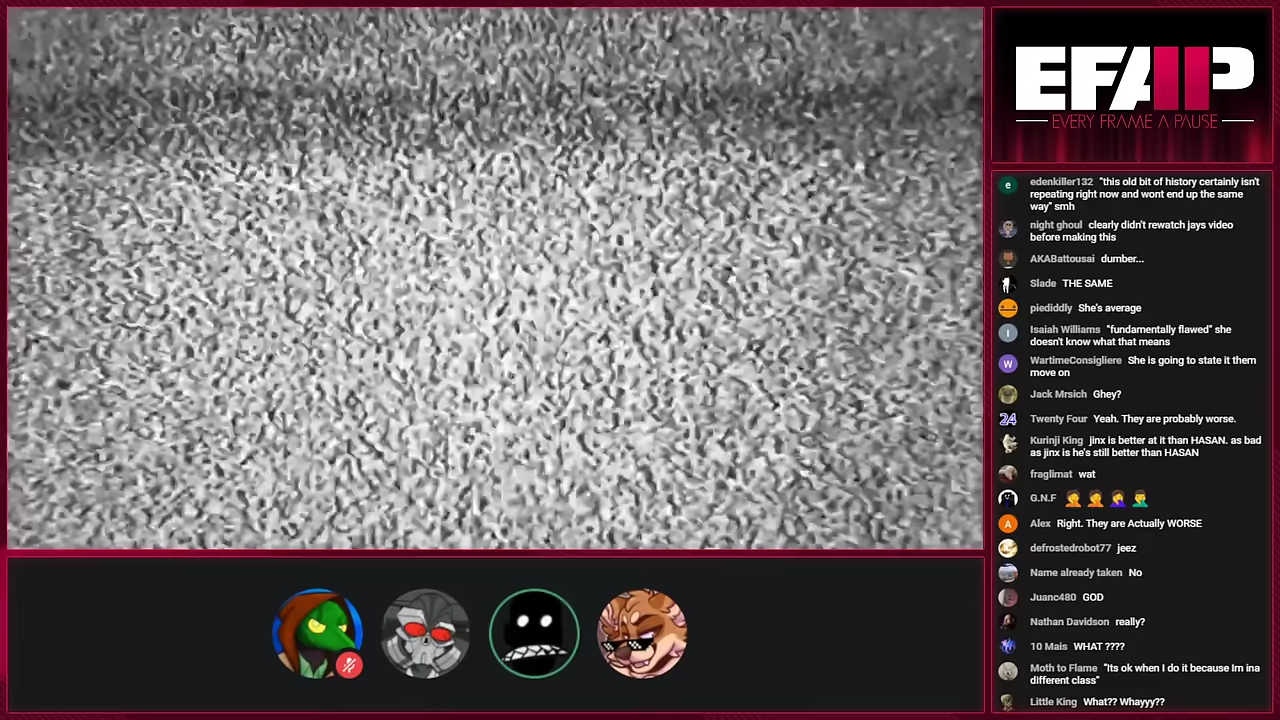 EFAP
EVERY FRAME A PAUSE
e
edenkiller132 "this old bit of history certainly isn't
repeating right now and wont end up the same
way" smh
night ghoul clearly didn't rewatch jays video
before making this
AKABattousai dumber...
Slade THE SAME
piediddly She's average
I
Isaiah Williams "fundamentally flawed" she
doesn't know what that means
W
WartimeConsigliere She is going to state it them
move on
Jack Mrsich Ghey?
24
Twenty Four Yeah. They are probably worse.
Kurinji King jinx is better at it than HASAN. as bad
as jinx is he's still better than HASAN
fraglimat wat
G.N.F 🤦 🤦 🤦‍♀️ 🤦‍♂️
A
Alex Right. They are Actually WORSE
defrostedrobot77 jeez
Name already taken No
Juanc480 GOD
Nathan Davidson really?
10 Mais WHAT ????
Moth to Flame "Its ok when I do it because Im ina
different class"
Little King What?? Whayyy??